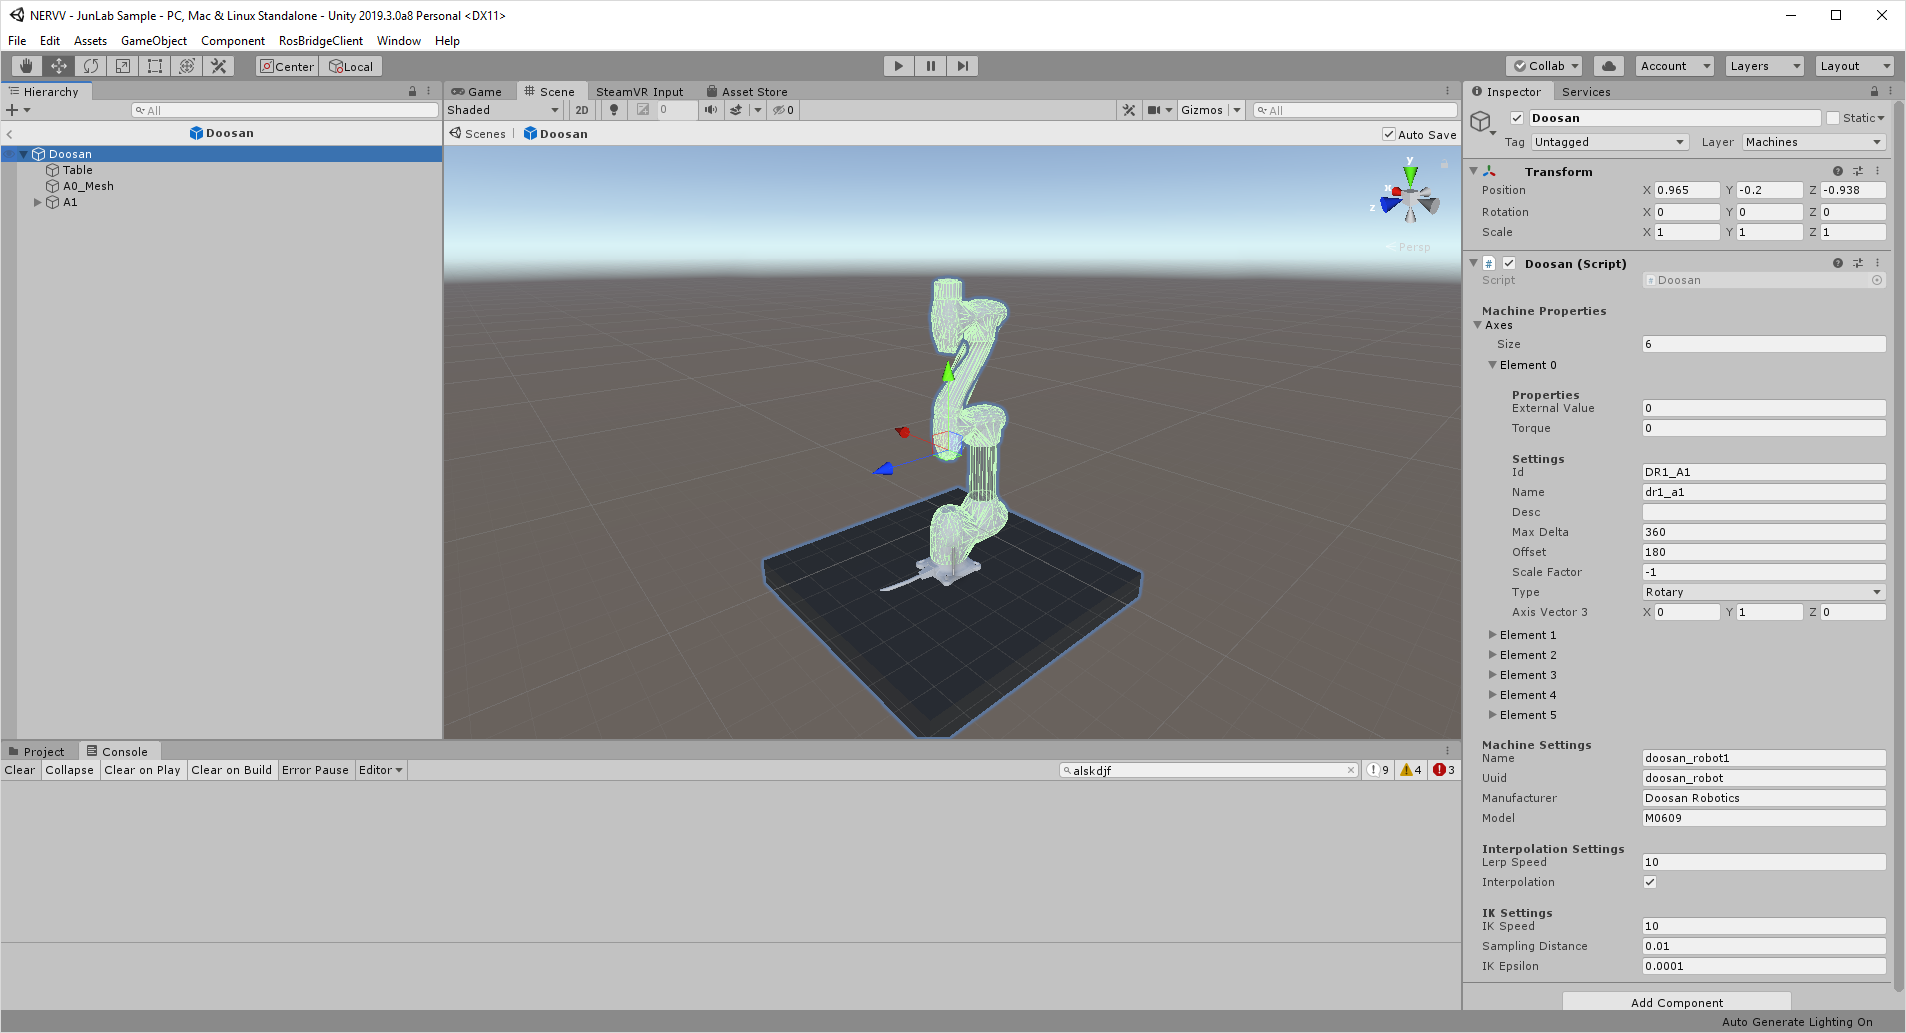 NERVV - JunLab Sample - PC, Mac & Linux Standalone - Unity 2019.3.0a8 Personal <DX11>
File Edit Assets GameObject Component RosBridgeClient Window Help
Center Local Collab Account Layers Layout
Hierarchy
All
Doosan
Doosan
Table
A0_Mesh
A1
Game Scene SteamVR Input Asset Store
Shaded 2D 0 0 Gizmos All
Scenes Doosan Auto Save
y
x
z
Persp
Project Console
Clear Collapse Clear on Play Clear on Build Error Pause Editor alskdjf 9 4 3
Inspector Services
Doosan Static
Tag Untagged Layer Machines
Transform
Position X 0.965 Y -0.2 Z -0.938
Rotation X 0 Y 0 Z 0
Scale X 1 Y 1 Z 1
# Doosan (Script)
Script Doosan
Machine Properties
Axes
Size 6
Element 0
Properties
External Value 0
Torque 0
Settings
Id DR1_A1
Name dr1_a1
Desc
Max Delta 360
Offset 180
Scale Factor -1
Type Rotary
Axis Vector 3 X 0 Y 1 Z 0
Element 1
Element 2
Element 3
Element 4
Element 5
Machine Settings
Name doosan_robot1
Uuid doosan_robot
Manufacturer Doosan Robotics
Model M0609
Interpolation Settings
Lerp Speed 10
Interpolation
IK Settings
IK Speed 10
Sampling Distance 0.01
IK Epsilon 0.0001
Add Component
Auto Generate Lighting On